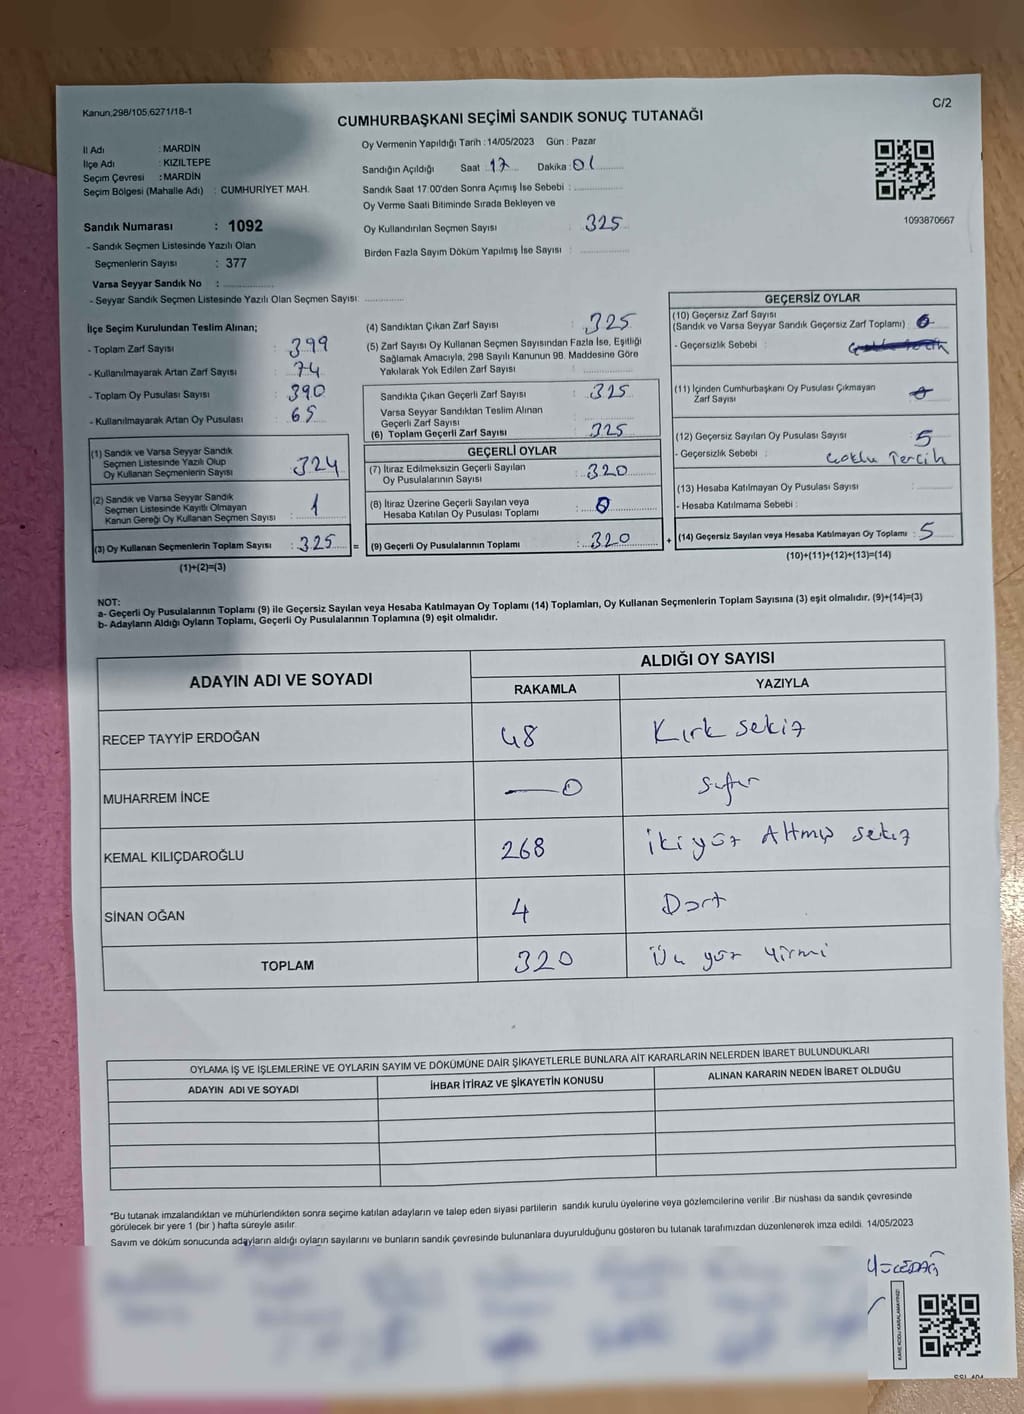 Kanun;298/105,6271/18-1
C/2
CUMHURBAŞKANI SEÇİMİ SANDIK SONUÇ TUTANAĞI
İl Adı : MARDİN
İlçe Adı : KIZILTEPE
Seçim Çevresi : MARDİN
Seçim Bölgesi (Mahalle Adı) : CUMHURİYET MAH.
Sandık Numarası : 1092
- Sandık Seçmen Listesinde Yazılı Olan
Seçmenlerin Sayısı : 377
Varsa Seyyar Sandık No :
- Seyyar Sandık Seçmen Listesinde Yazılı Olan Seçmen Sayısı:
Oy Vermenin Yapıldığı Tarih : 14/05/2023 Gün : Pazar
Sandığın Açıldığı Saat 17 Dakika : 01
Sandık Saat 17:00'den Sonra Açımış İse Sebebi :
Oy Verme Saati Bitiminde Sırada Bekleyen ve
Oy Kullandırılan Seçmen Sayısı : 325
Birden Fazla Sayım Döküm Yapılmış İse Sayısı :
1093870667
İlçe Seçim Kurulundan Teslim Alınan;
- Toplam Zarf Sayısı : 399
- Kullanılmayarak Artan Zarf Sayısı : 74
- Toplam Oy Pusulası Sayısı : 390
- Kullanılmayarak Artan Oy Pusulası : 65
(1) Sandık ve Varsa Seyyar Sandık
Seçmen Listesinde Yazılı Olup
Oy Kullanan Seçmenlerin Sayısı : 324
(2) Sandık ve Varsa Seyyar Sandık
Seçmen Listesinde Kayıtlı Olmayan
Kanun Gereği Oy Kullanan Seçmen Sayısı : 1
(3) Oy Kullanan Seçmenlerin Toplam Sayısı : 325 =
(1)+(2)=(3)
(4) Sandıktan Çıkan Zarf Sayısı : 325
(5) Zarf Sayısı Oy Kullanan Seçmen Sayısından Fazla İse, Eşitliği
Sağlamak Amacıyla, 298 Sayılı Kanunun 98. Maddesine Göre
Yakılarak Yok Edilen Zarf Sayısı :
Sandıkta Çıkan Geçerli Zarf Sayısı : 325
Varsa Seyyar Sandıktan Teslim Alınan
Geçerli Zarf Sayısı :
(6) Toplam Geçerli Zarf Sayısı : 325
GEÇERLİ OYLAR
(7) İtiraz Edilmeksizin Geçerli Sayılan
Oy Pusulalarının Sayısı : 320
(8) İtiraz Üzerine Geçerli Sayılan veya
Hesaba Katılan Oy Pusulası Toplamı : 0
(9) Geçerli Oy Pusulalarının Toplamı : 320 +
GEÇERSİZ OYLAR
(10) Geçersiz Zarf Sayısı
(Sandık ve Varsa Seyyar Sandık Geçersiz Zarf Toplamı) : 0
- Geçersizlik Sebebi :
(11) İçinden Cumhurbaşkanı Oy Pusulası Çıkmayan
Zarf Sayısı : 0
(12) Geçersiz Sayılan Oy Pusulası Sayısı : 5
- Geçersizlik Sebebi : Çoklu Tercih
(13) Hesaba Katılmayan Oy Pusulası Sayısı :
- Hesaba Katılmama Sebebi :
(14) Geçersiz Sayılan veya Hesaba Katılmayan Oy Toplamı : 5
(10)+(11)+(12)+(13)=(14)
NOT:
a- Geçerli Oy Pusulalarının Toplamı (9) ile Geçersiz Sayılan veya Hesaba Katılmayan Oy Toplamı (14) Toplamları, Oy Kullanan Seçmenlerin Toplam Sayısına (3) eşit olmalıdır. (9)+(14)=(3)
b- Adayların Aldığı Oyların Toplamı, Geçerli Oy Pusulalarının Toplamına (9) eşit olmalıdır.
ADAYIN ADI VE SOYADI ALDIĞI OY SAYISI
RAKAMLA YAZIYLA
RECEP TAYYİP ERDOĞAN 48 Kırk sekiz
MUHARREM İNCE — 0 Sıfır
KEMAL KILIÇDAROĞLU 268 İkiyüz Altmış sekiz
SİNAN OĞAN 4 Dört
TOPLAM 320 Üç yüz yirmi
OYLAMA İŞ VE İŞLEMLERİNE VE OYLARIN SAYIM VE DÖKÜMÜNE DAİR ŞİKAYETLERLE BUNLARA AİT KARARLARIN NELERDEN İBARET BULUNDUKLARI
ADAYIN ADI VE SOYADI İHBAR İTİRAZ VE ŞİKAYETİN KONUSU ALINAN KARARIN NEDEN İBARET OLDUĞU
*Bu tutanak imzalandıktan ve mühürlendikten sonra seçime katılan adayların ve talep eden siyasi partilerin sandık kurulu üyelerine veya gözlemcilerine verilir .Bir nüshası da sandık çevresinde
görülecek bir yere 1 (bir ) hafta süreyle asılır.
Sayım ve döküm sonucunda adayların aldığı oyların sayılarını ve bunların sandık çevresinde bulunanlara duyurulduğunu gösteren bu tutanak tarafımızdan düzenlenerek imza edildi. 14/05/2023
YÜCEDAĞ
KARE KODU KARALAMAYINIZ!